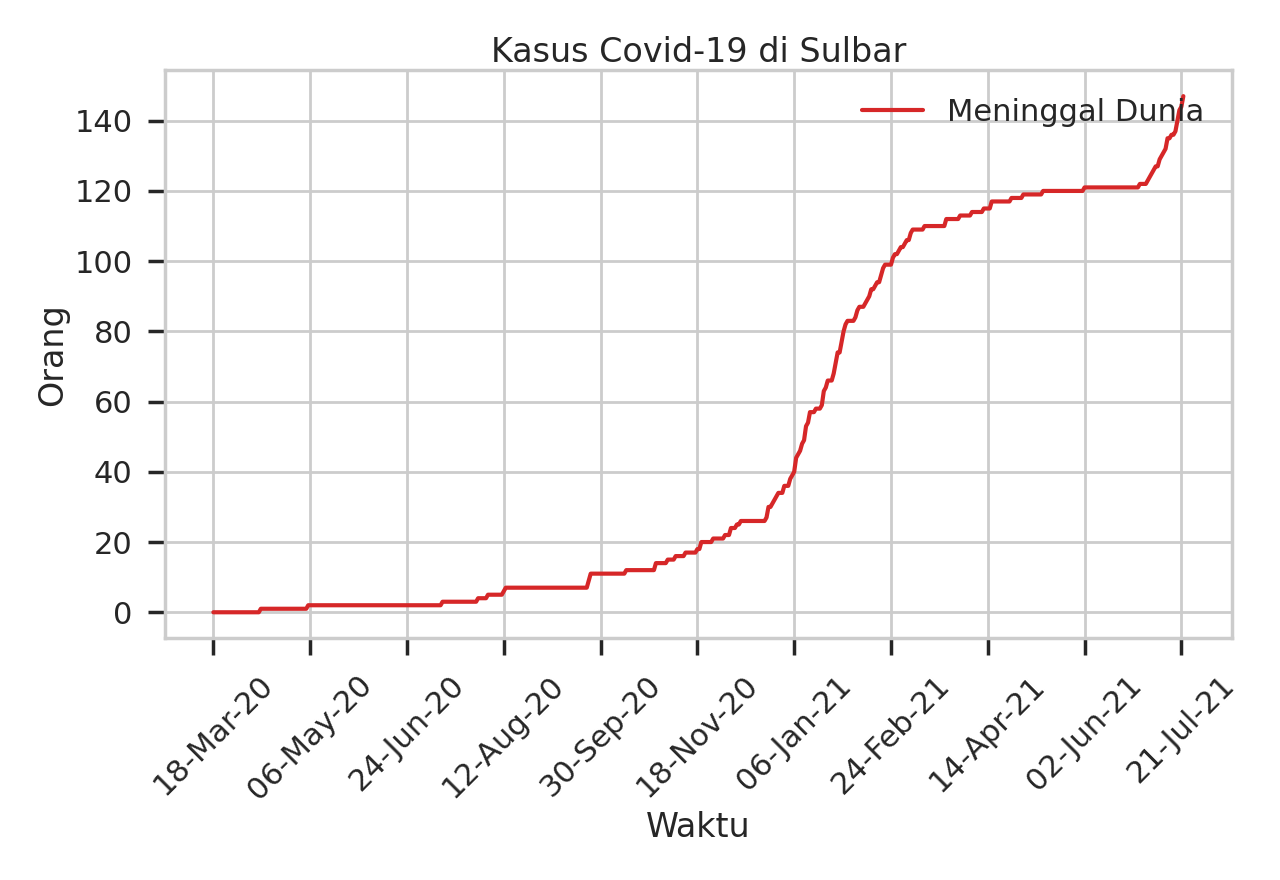 Kasus Covid-19 di Sulbar
Meninggal Dunia
140
120
100
80
60
40
20
0
Orang
18-Mar-20
06-May-20
24-Jun-20
12-Aug-20
30-Sep-20
18-Nov-20
06-Jan-21
24-Feb-21
14-Apr-21
02-Jun-21
21-Jul-21
Waktu